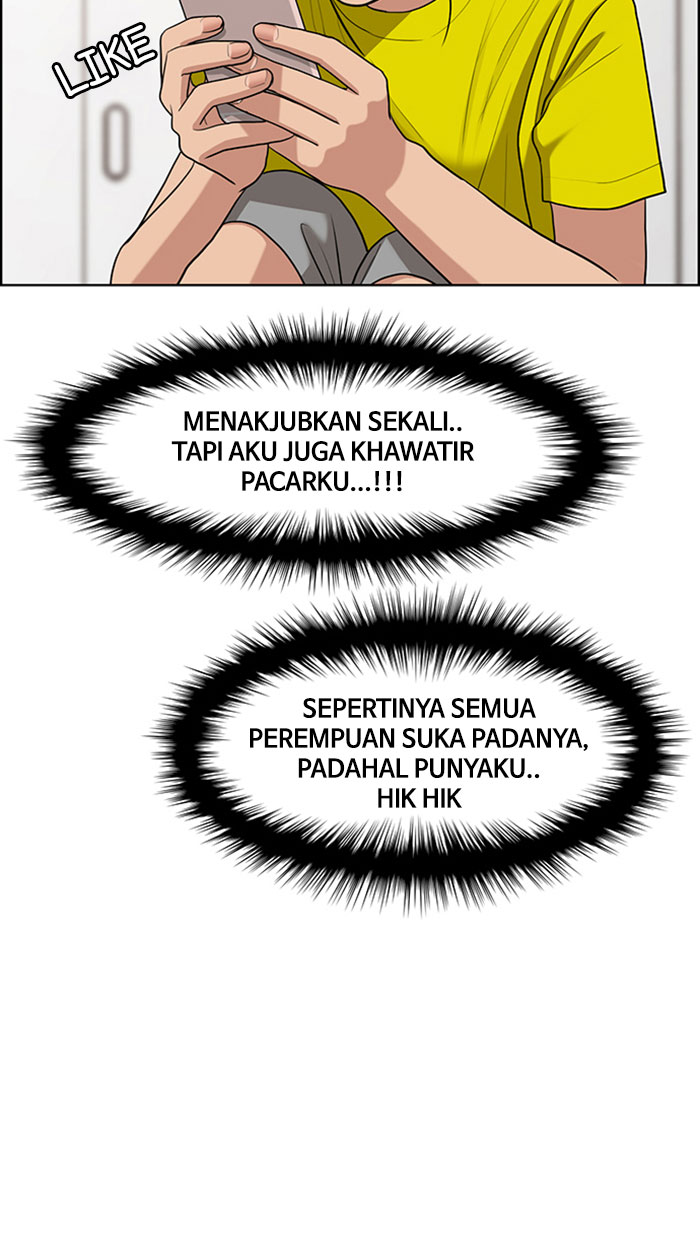 LIKE
MENAKJUBKAN SEKALI..
TAPI AKU JUGA KHAWATIR
PACARKU...!!!
SEPERTINYA SEMUA
PEREMPUAN SUKA PADANYA,
PADAHAL PUNYAKU..
HIK HIK